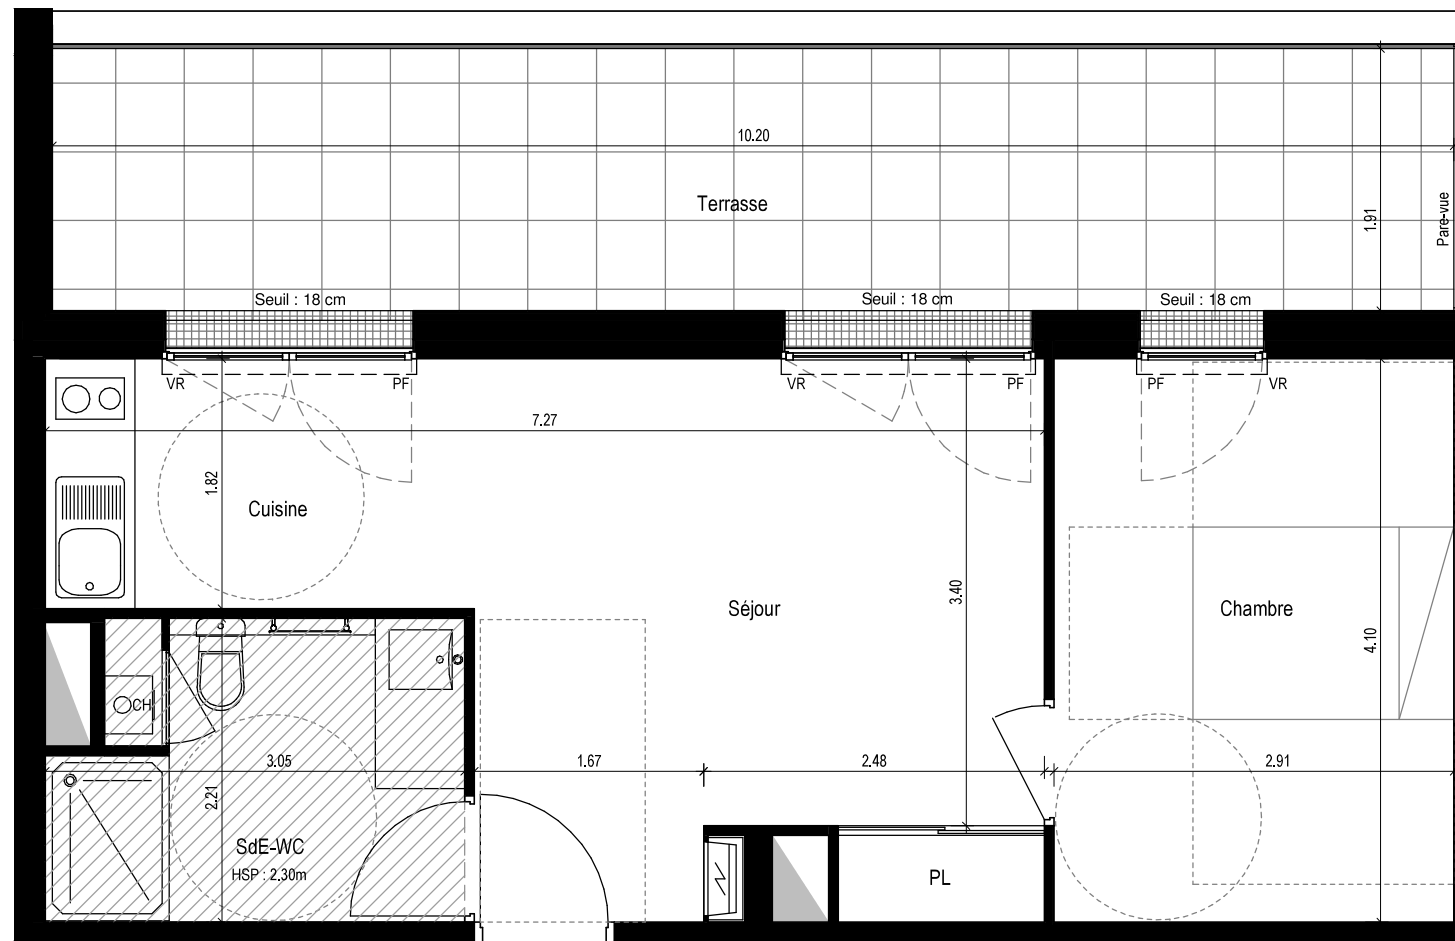 10.20
Terrasse
1.91
Pare-vue
Seuil : 18 cm
Seuil : 18 cm
Seuil : 18 cm
VR
PF
VR
PF
PF
VR
7.27
1.82
Cuisine
3.40
Séjour
Chambre
4.10
CH
3.05
1.67
2.48
2.91
2.21
SdE-WC
HSP : 2.30m
PL